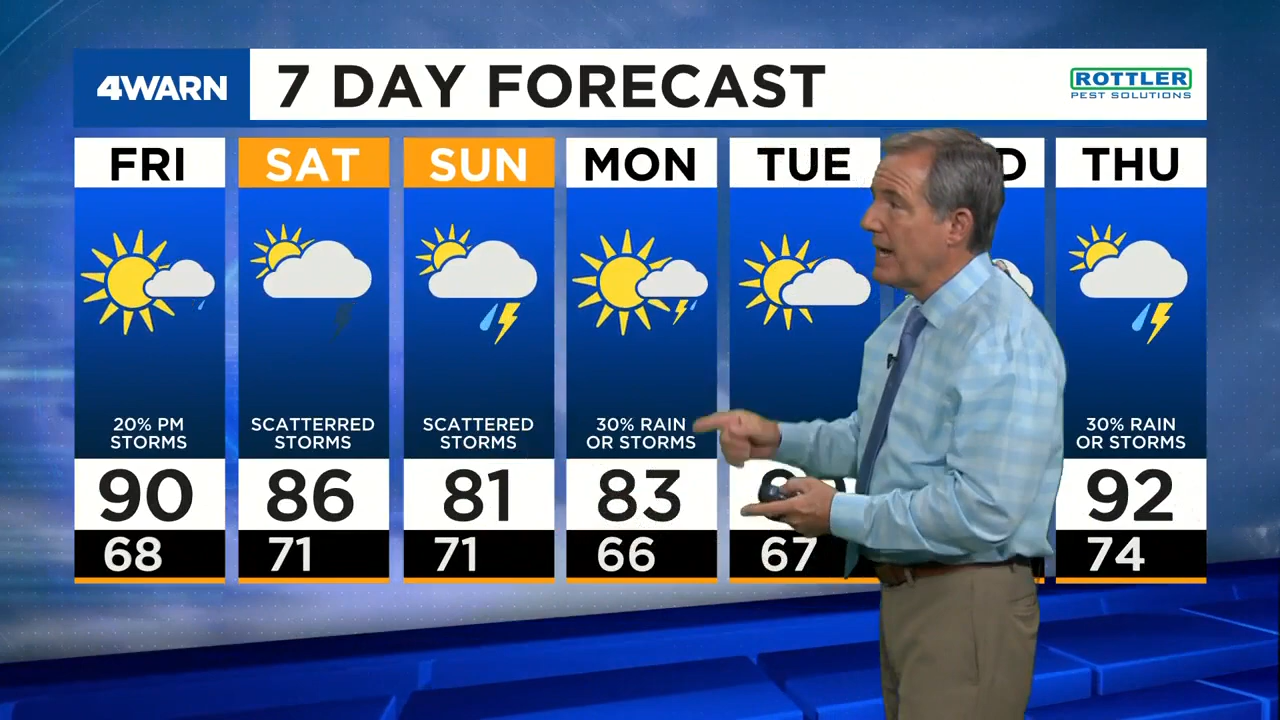 4WARN
7 DAY FORECAST
ROTTLER
PEST SOLUTIONS
FRI
SAT
SUN
MON
TUE
THU
20% PM
STORMS
SCATTERRED
STORMS
SCATTERED
STORMS
30% RAIN
OR STORMS
30% RAIN
OR STORMS
90
86
81
83
92
68
71
71
66
67
74